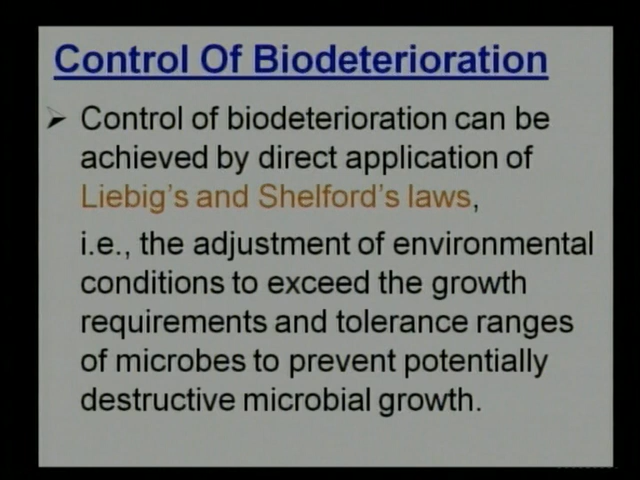 Control Of Biodeterioration
➢ Control of biodeterioration can be
achieved by direct application of
Liebig's and Shelford's laws,
i.e., the adjustment of environmental
conditions to exceed the growth
requirements and tolerance ranges
of microbes to prevent potentially
destructive microbial growth.